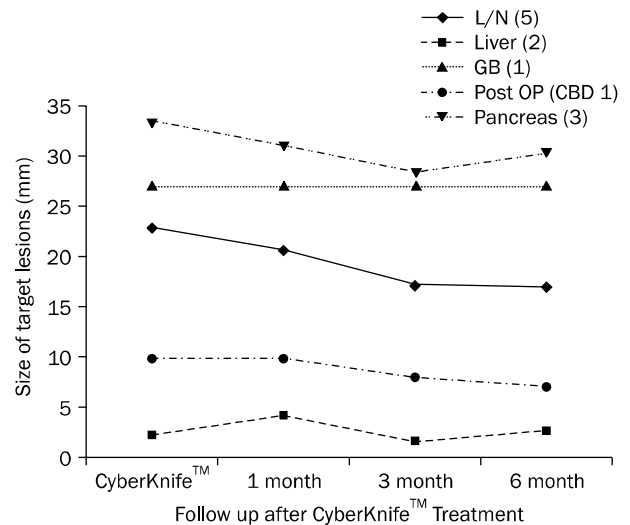 L/N (5)
Liver (2)
GB (1)
Post OP (CBD 1)
Pancreas (3)
Size of target lesions (mm)
35
30
25
20
15
10
5
0
CyberKnife™ 1 month 3 month 6 month
Follow up after CyberKnife™ Treatment